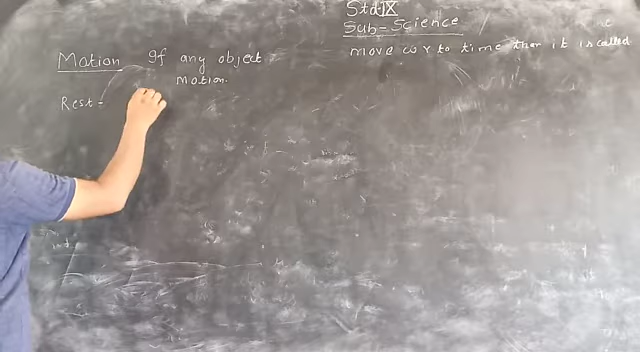 Std IX
Sub-Science
Motion If any object move w r to time then it is called
motion.
Rest-